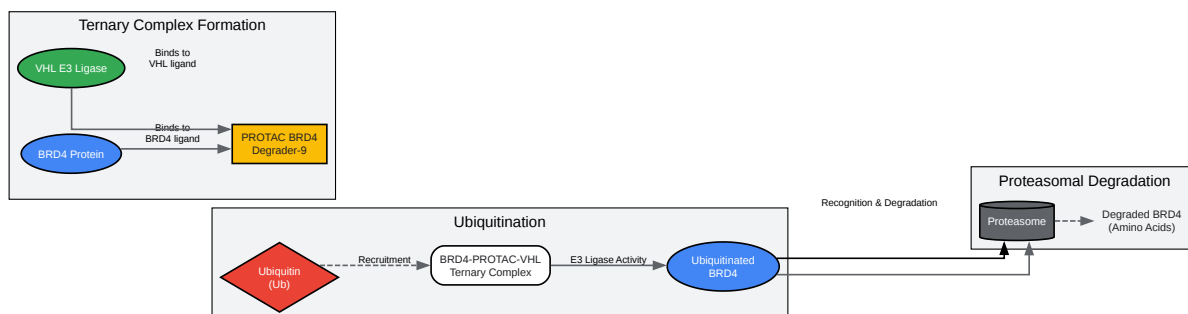 Ternary Complex Formation
VHL E3 Ligase
Binds to
VHL ligand
BRD4 Protein
Binds to
BRD4 ligand
PROTAC BRD4
Degrader-9
Ubiquitination
Ubiquitin
(Ub)
Recruitment
BRD4-PROTAC-VHL
Ternary Complex
E3 Ligase Activity
Ubiquitinated
BRD4
Recognition & Degradation
Proteasomal Degradation
Proteasome
Degraded BRD4
(Amino Acids)